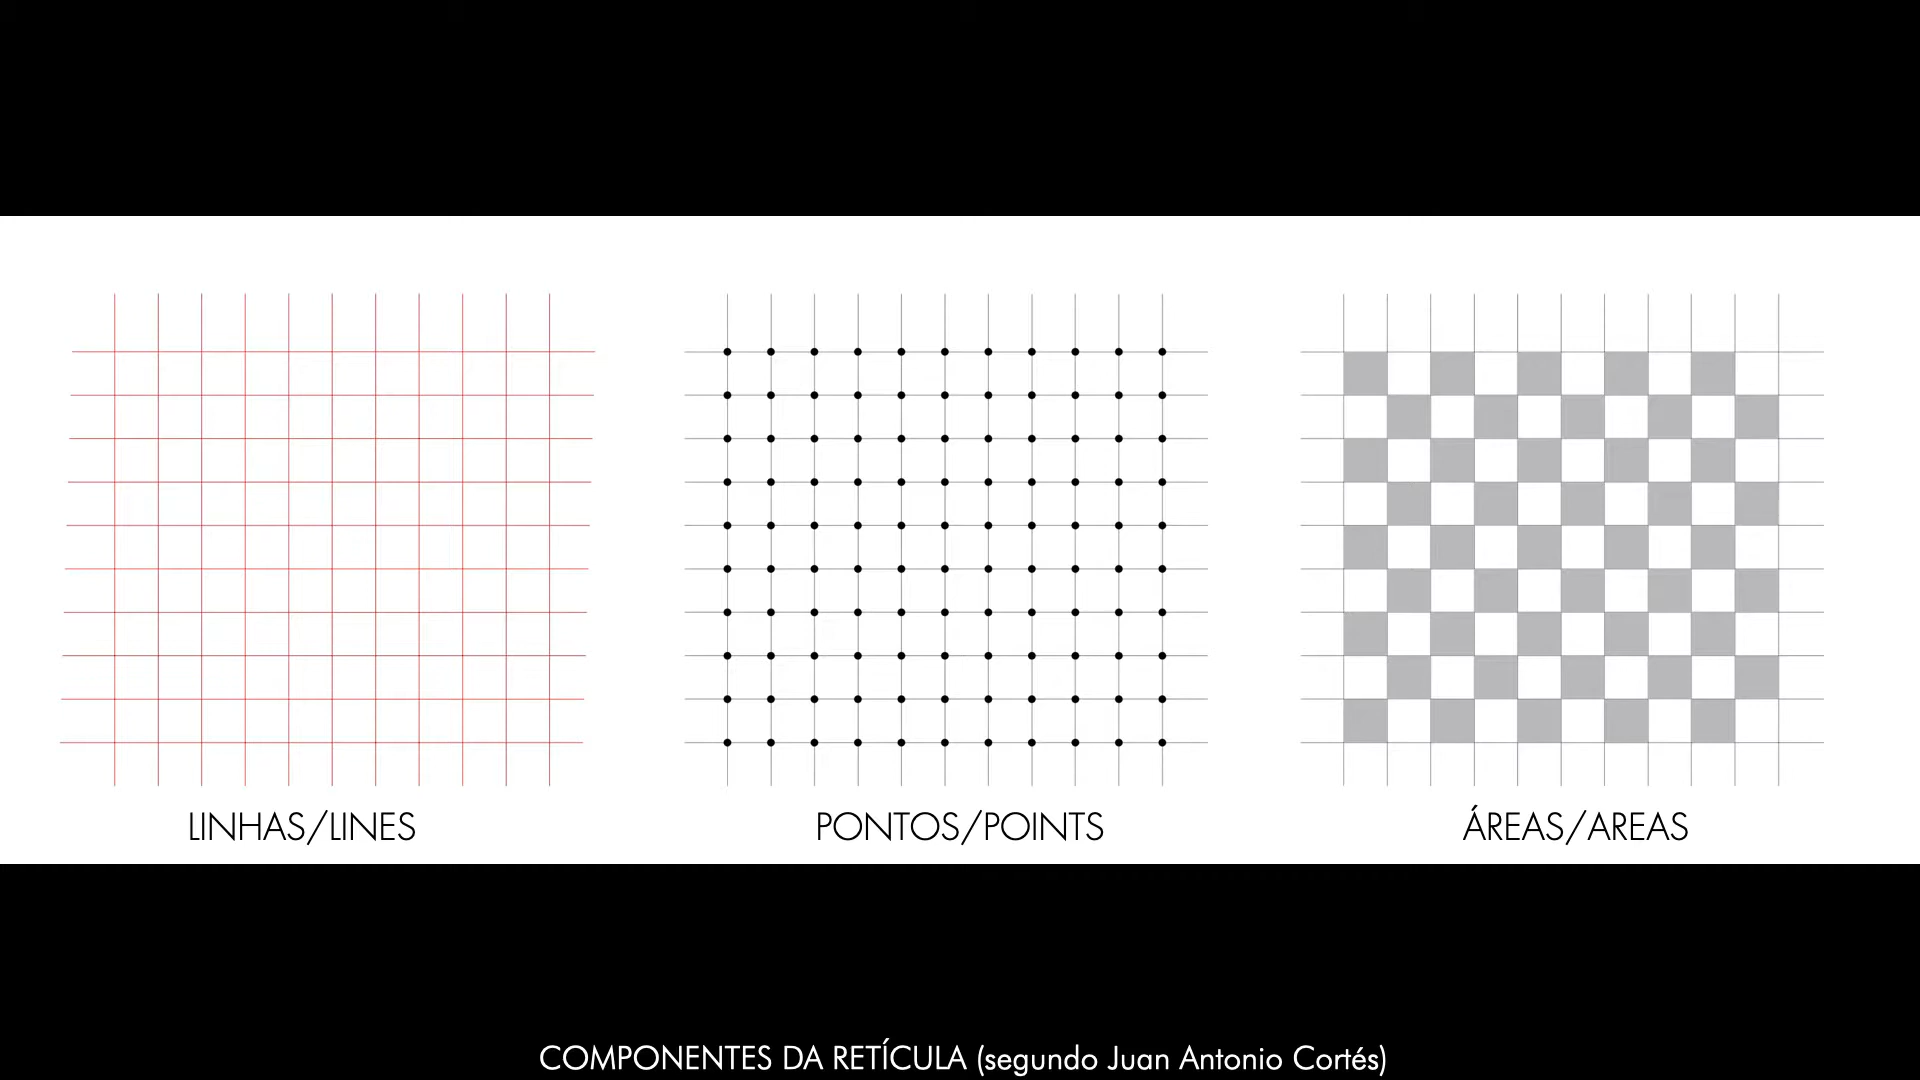 LINHAS/LINES
PONTOS/POINTS
ÁREAS/AREAS
COMPONENTES DA RETÍCULA (segundo Juan Antonio Cortés)